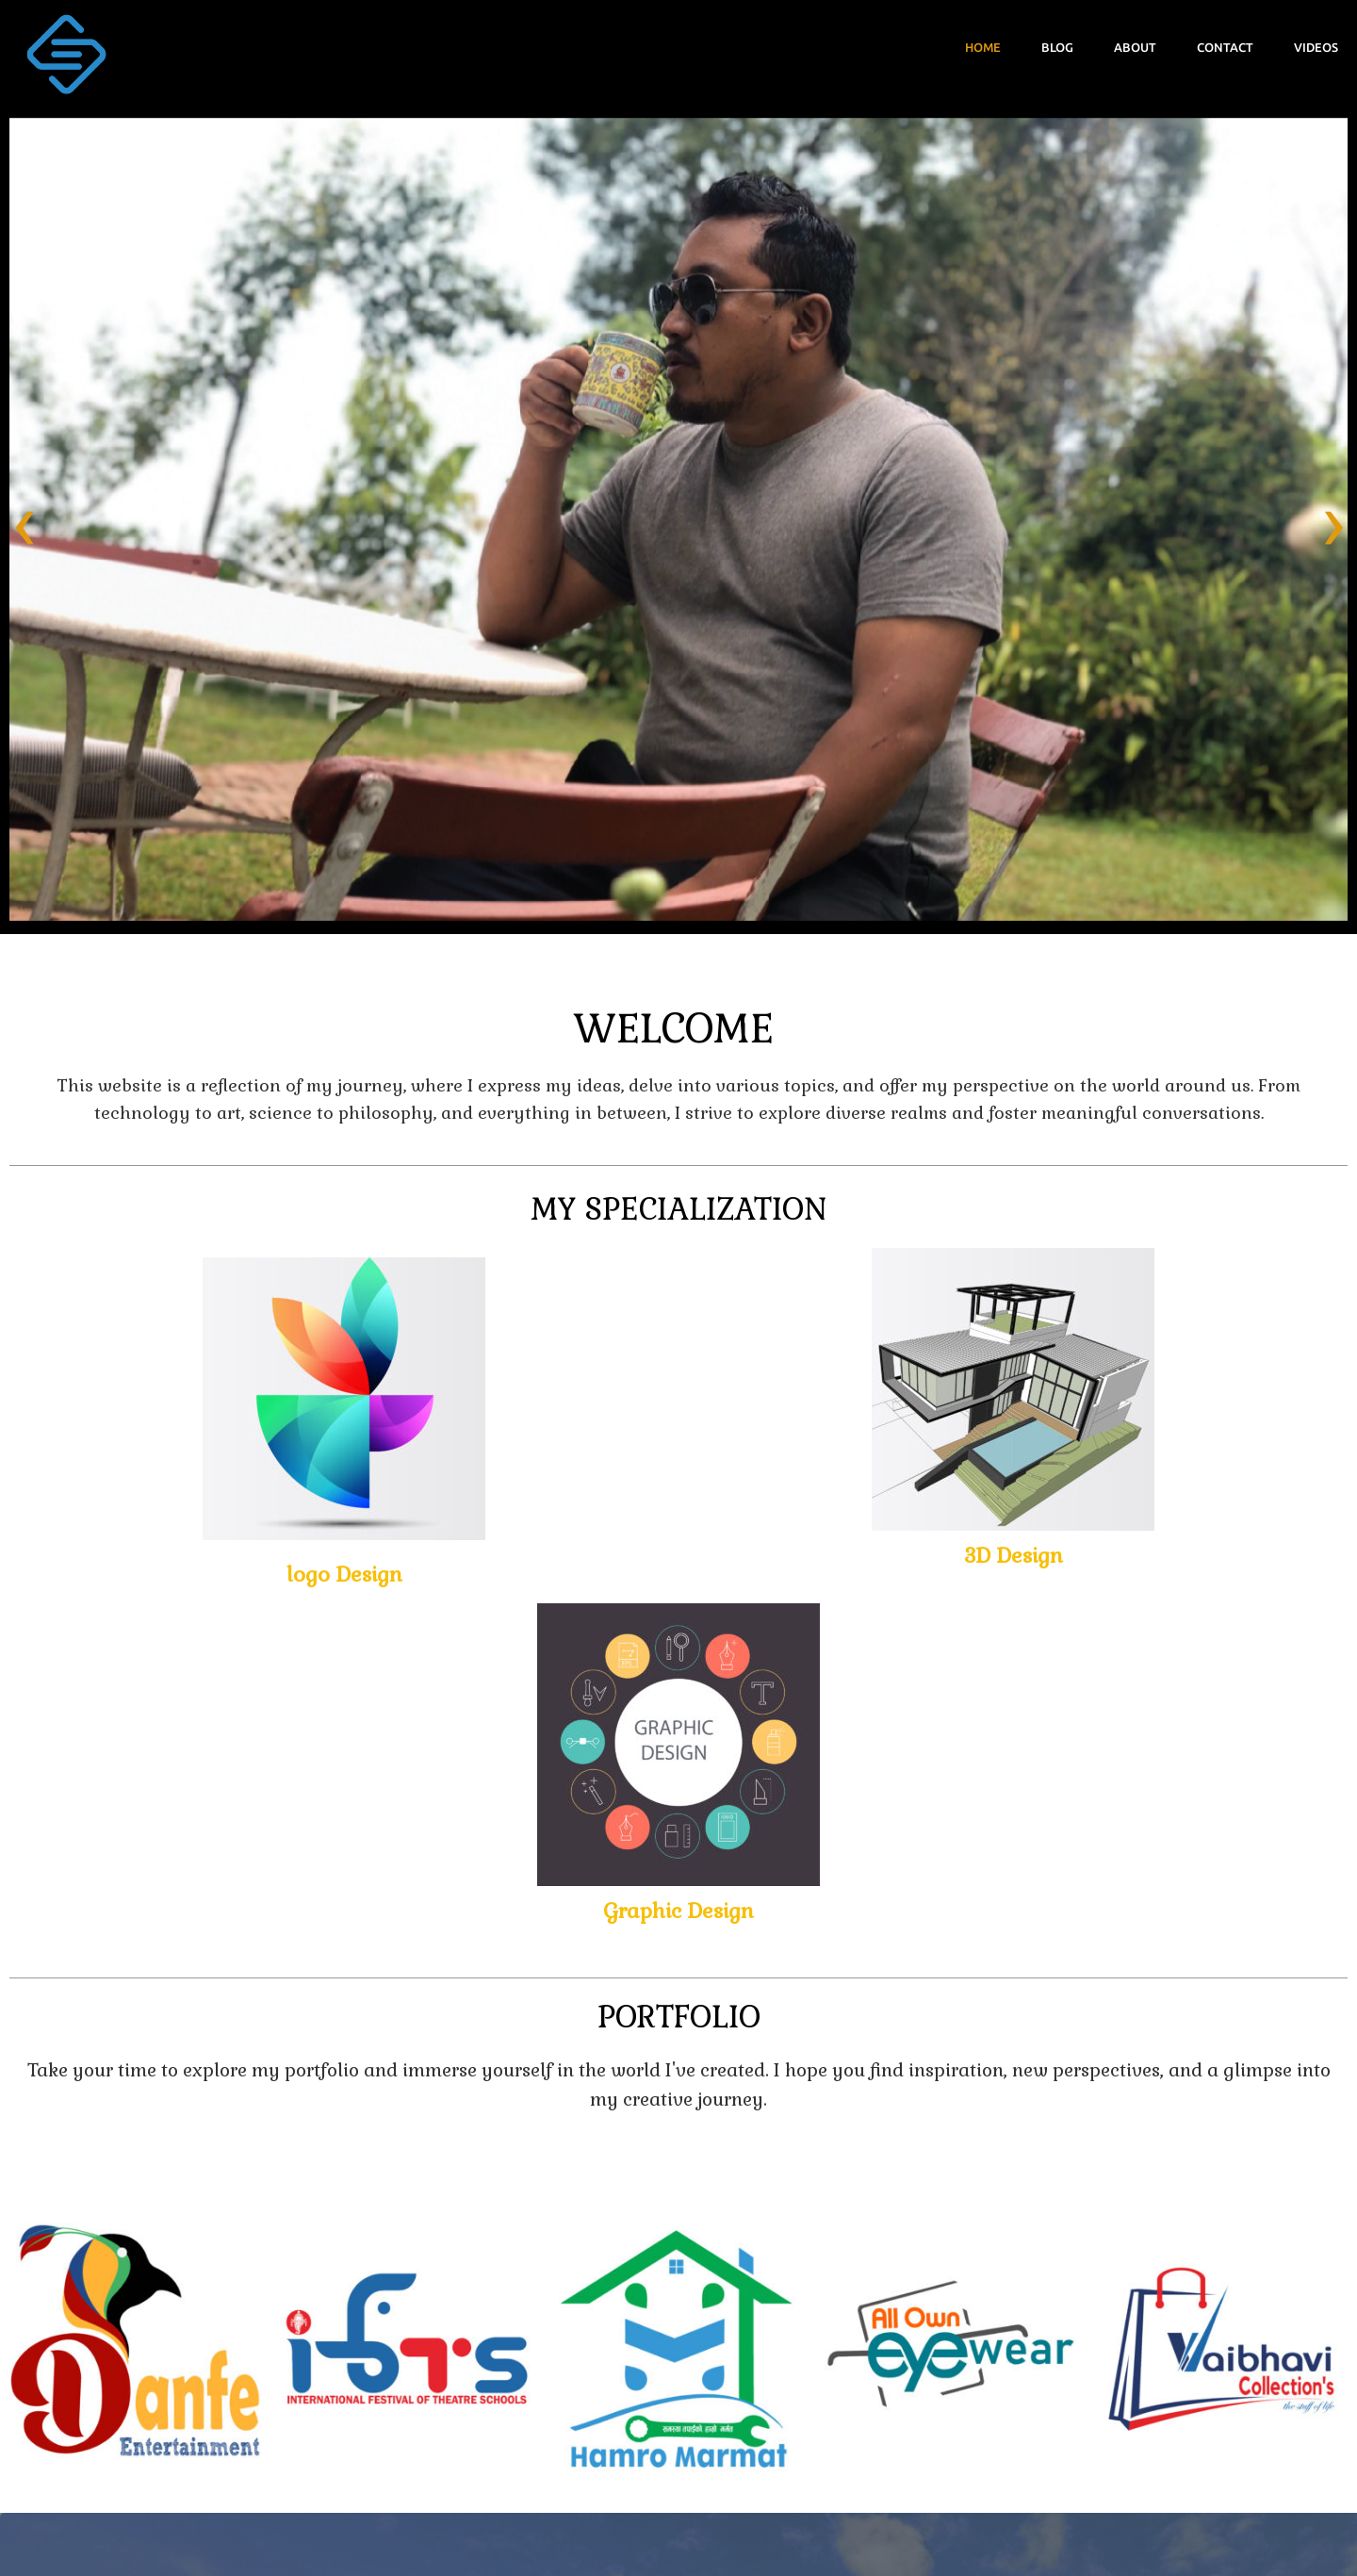 HOME BLOG ABOUT CONTACT VIDEOS
WELCOME
This website is a reflection of my journey, where I express my ideas, delve into various topics, and offer my perspective on the world around us. From
technology to art, science to philosophy, and everything in between, I strive to explore diverse realms and foster meaningful conversations.
MY SPECIALIZATION
logo Design
3D Design
GRAPHIC
DESIGN
Graphic Design
PORTFOLIO
Take your time to explore my portfolio and immerse yourself in the world I've created. I hope you find inspiration, new perspectives, and a glimpse into
my creative journey.
Danfe
Entertainment
ifts
INTERNATIONAL FESTIVAL OF THEATRE SCHOOLS
Hamro Marmat
All Own
eyewear
Vaibhavi
Collection's
the stuff of life